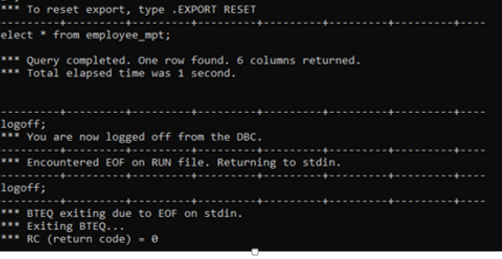 *** To reset export, type .EXPORT RESET
---------+---------+---------+---------+---------+---------+---------+----
elect * from employee_mpt;
*** Query completed. One row found. 6 columns returned.
*** Total elapsed time was 1 second.
---------+---------+---------+---------+---------+---------+---------+----
logoff;
*** You are now logged off from the DBC.
---------+---------+---------+---------+---------+---------+---------+----
*** Encountered EOF on RUN file. Returning to stdin.
---------+---------+---------+---------+---------+---------+---------+----
logoff;
---------+---------+---------+---------+---------+---------+---------+----
*** BTEQ exiting due to EOF on stdin.
*** Exiting BTEQ...
*** RC (return code) = 0